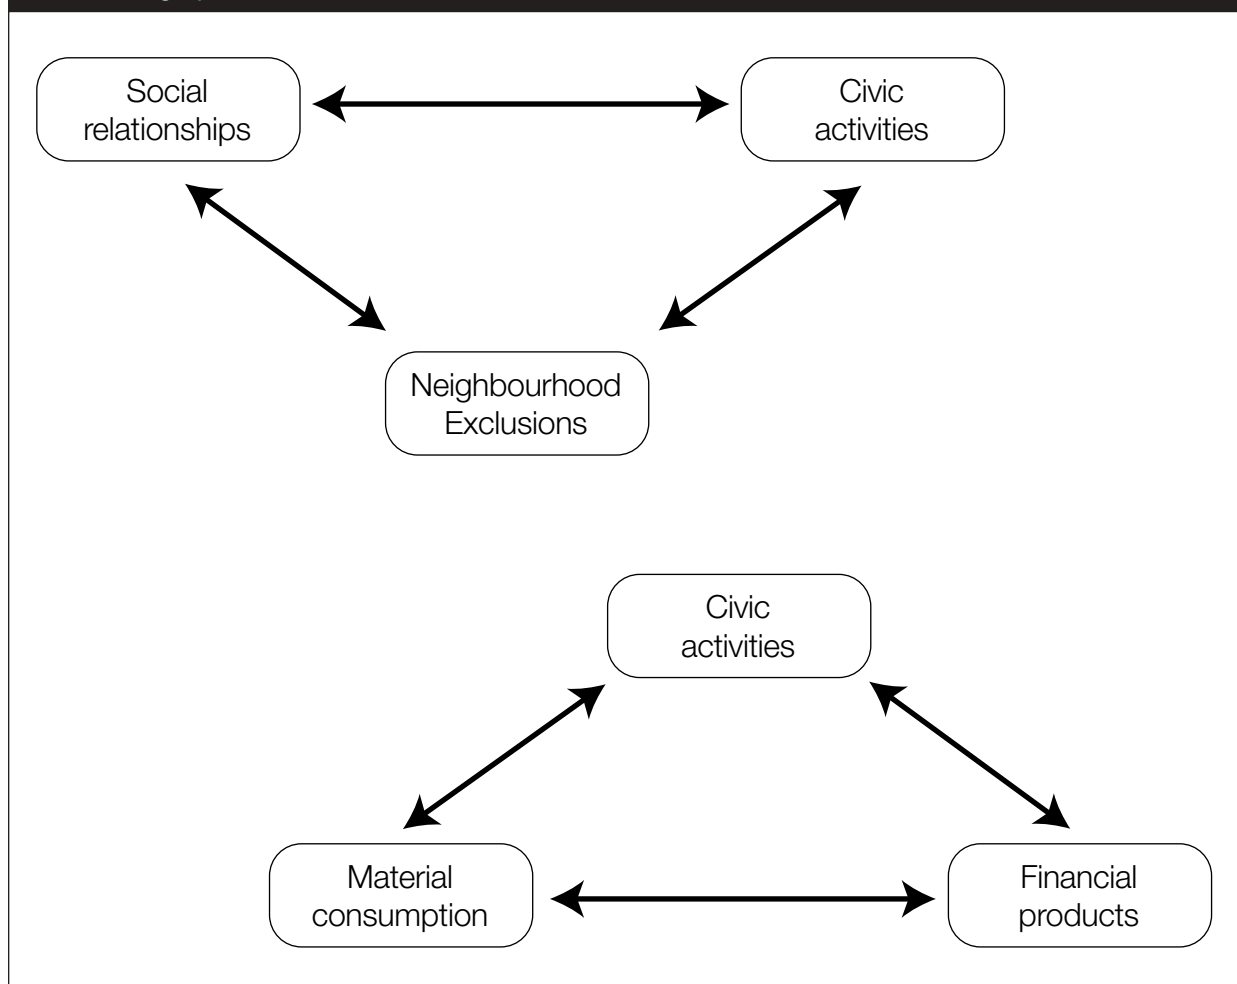 Social
relationships
Civic
activities
Neighbourhood
Exclusions
Civic
activities
Material
consumption
Financial
products